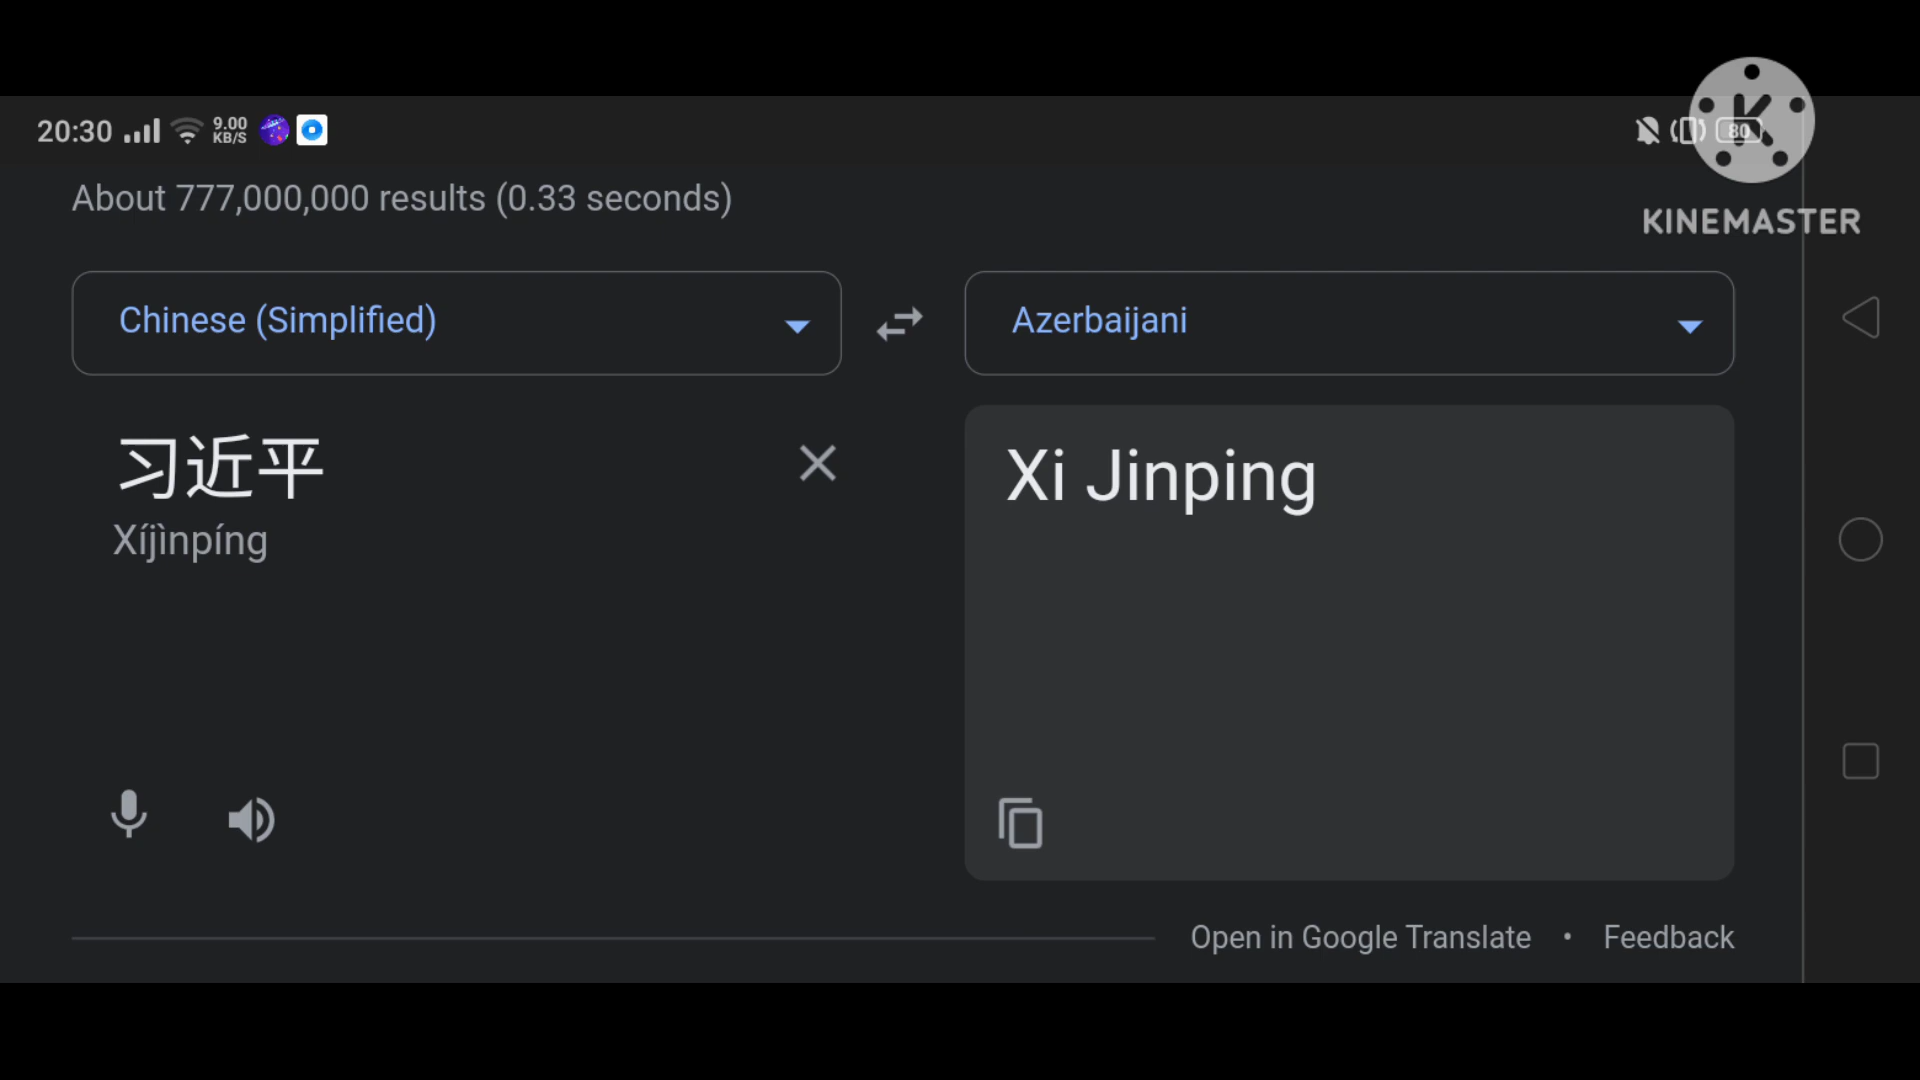 20:30 9.00 KB/S 80
KINEMASTER
About 777,000,000 results (0.33 seconds)
Chinese (Simplified) Azerbaijani
习近平 Xi Jinping
Xíjìnpíng
Open in Google Translate • Feedback